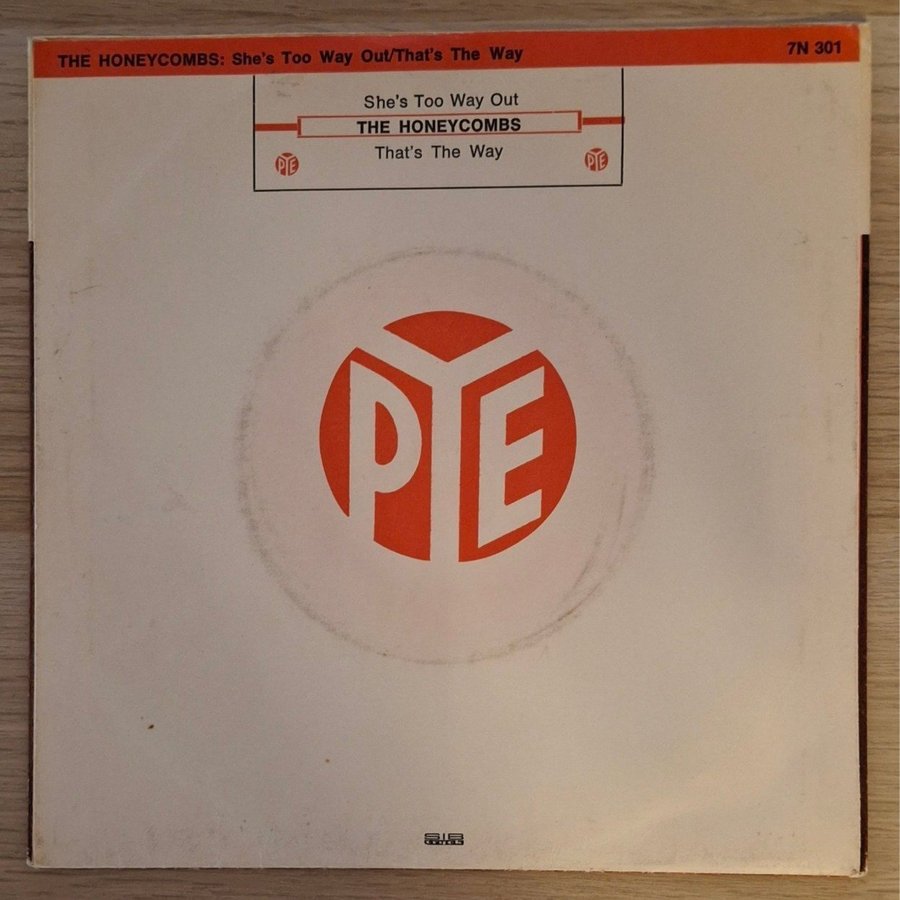 THE HONEYCOMBS: She's Too Way Out/That's The Way 7N 301
She's Too Way Out
THE HONEYCOMBS
That's The Way
PYE PYE
PYE